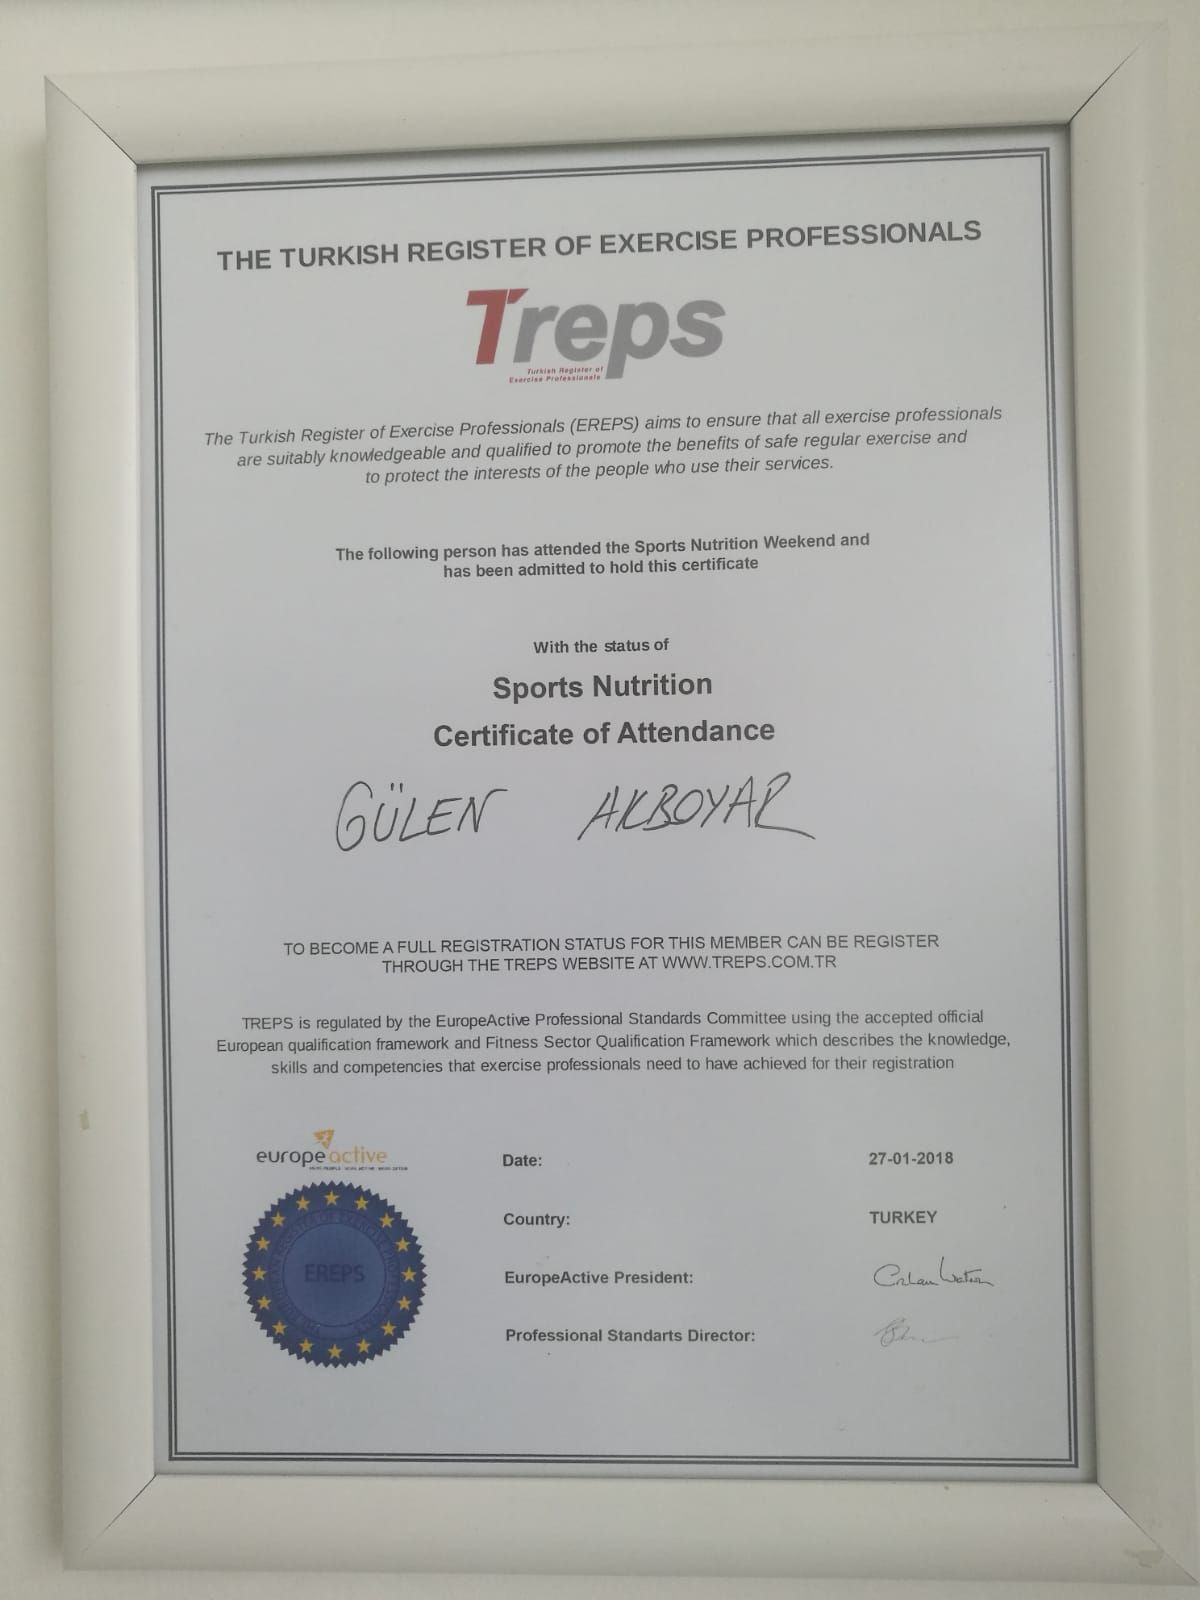 THE TURKISH REGISTER OF EXERCISE PROFESSIONALS
Treps
Turkish Register of
Exercise Professionals
The Turkish Register of Exercise Professionals (EREPS) aims to ensure that all exercise professionals
are suitably knowledgeable and qualified to promote the benefits of safe regular exercise and
to protect the interests of the people who use their services.
The following person has attended the Sports Nutrition Weekend and
has been admitted to hold this certificate
With the status of
Sports Nutrition
Certificate of Attendance
GÜLEN AKBOYAR
TO BECOME A FULL REGISTRATION STATUS FOR THIS MEMBER CAN BE REGISTER
THROUGH THE TREPS WEBSITE AT WWW.TREPS.COM.TR
TREPS is regulated by the EuropeActive Professional Standards Committee using the accepted official
European qualification framework and Fitness Sector Qualification Framework which describes the knowledge,
skills and competencies that exercise professionals need to have achieved for their registration
europeactive
EREPS
Date: 27-01-2018
Country: TURKEY
EuropeActive President:
Professional Standarts Director: